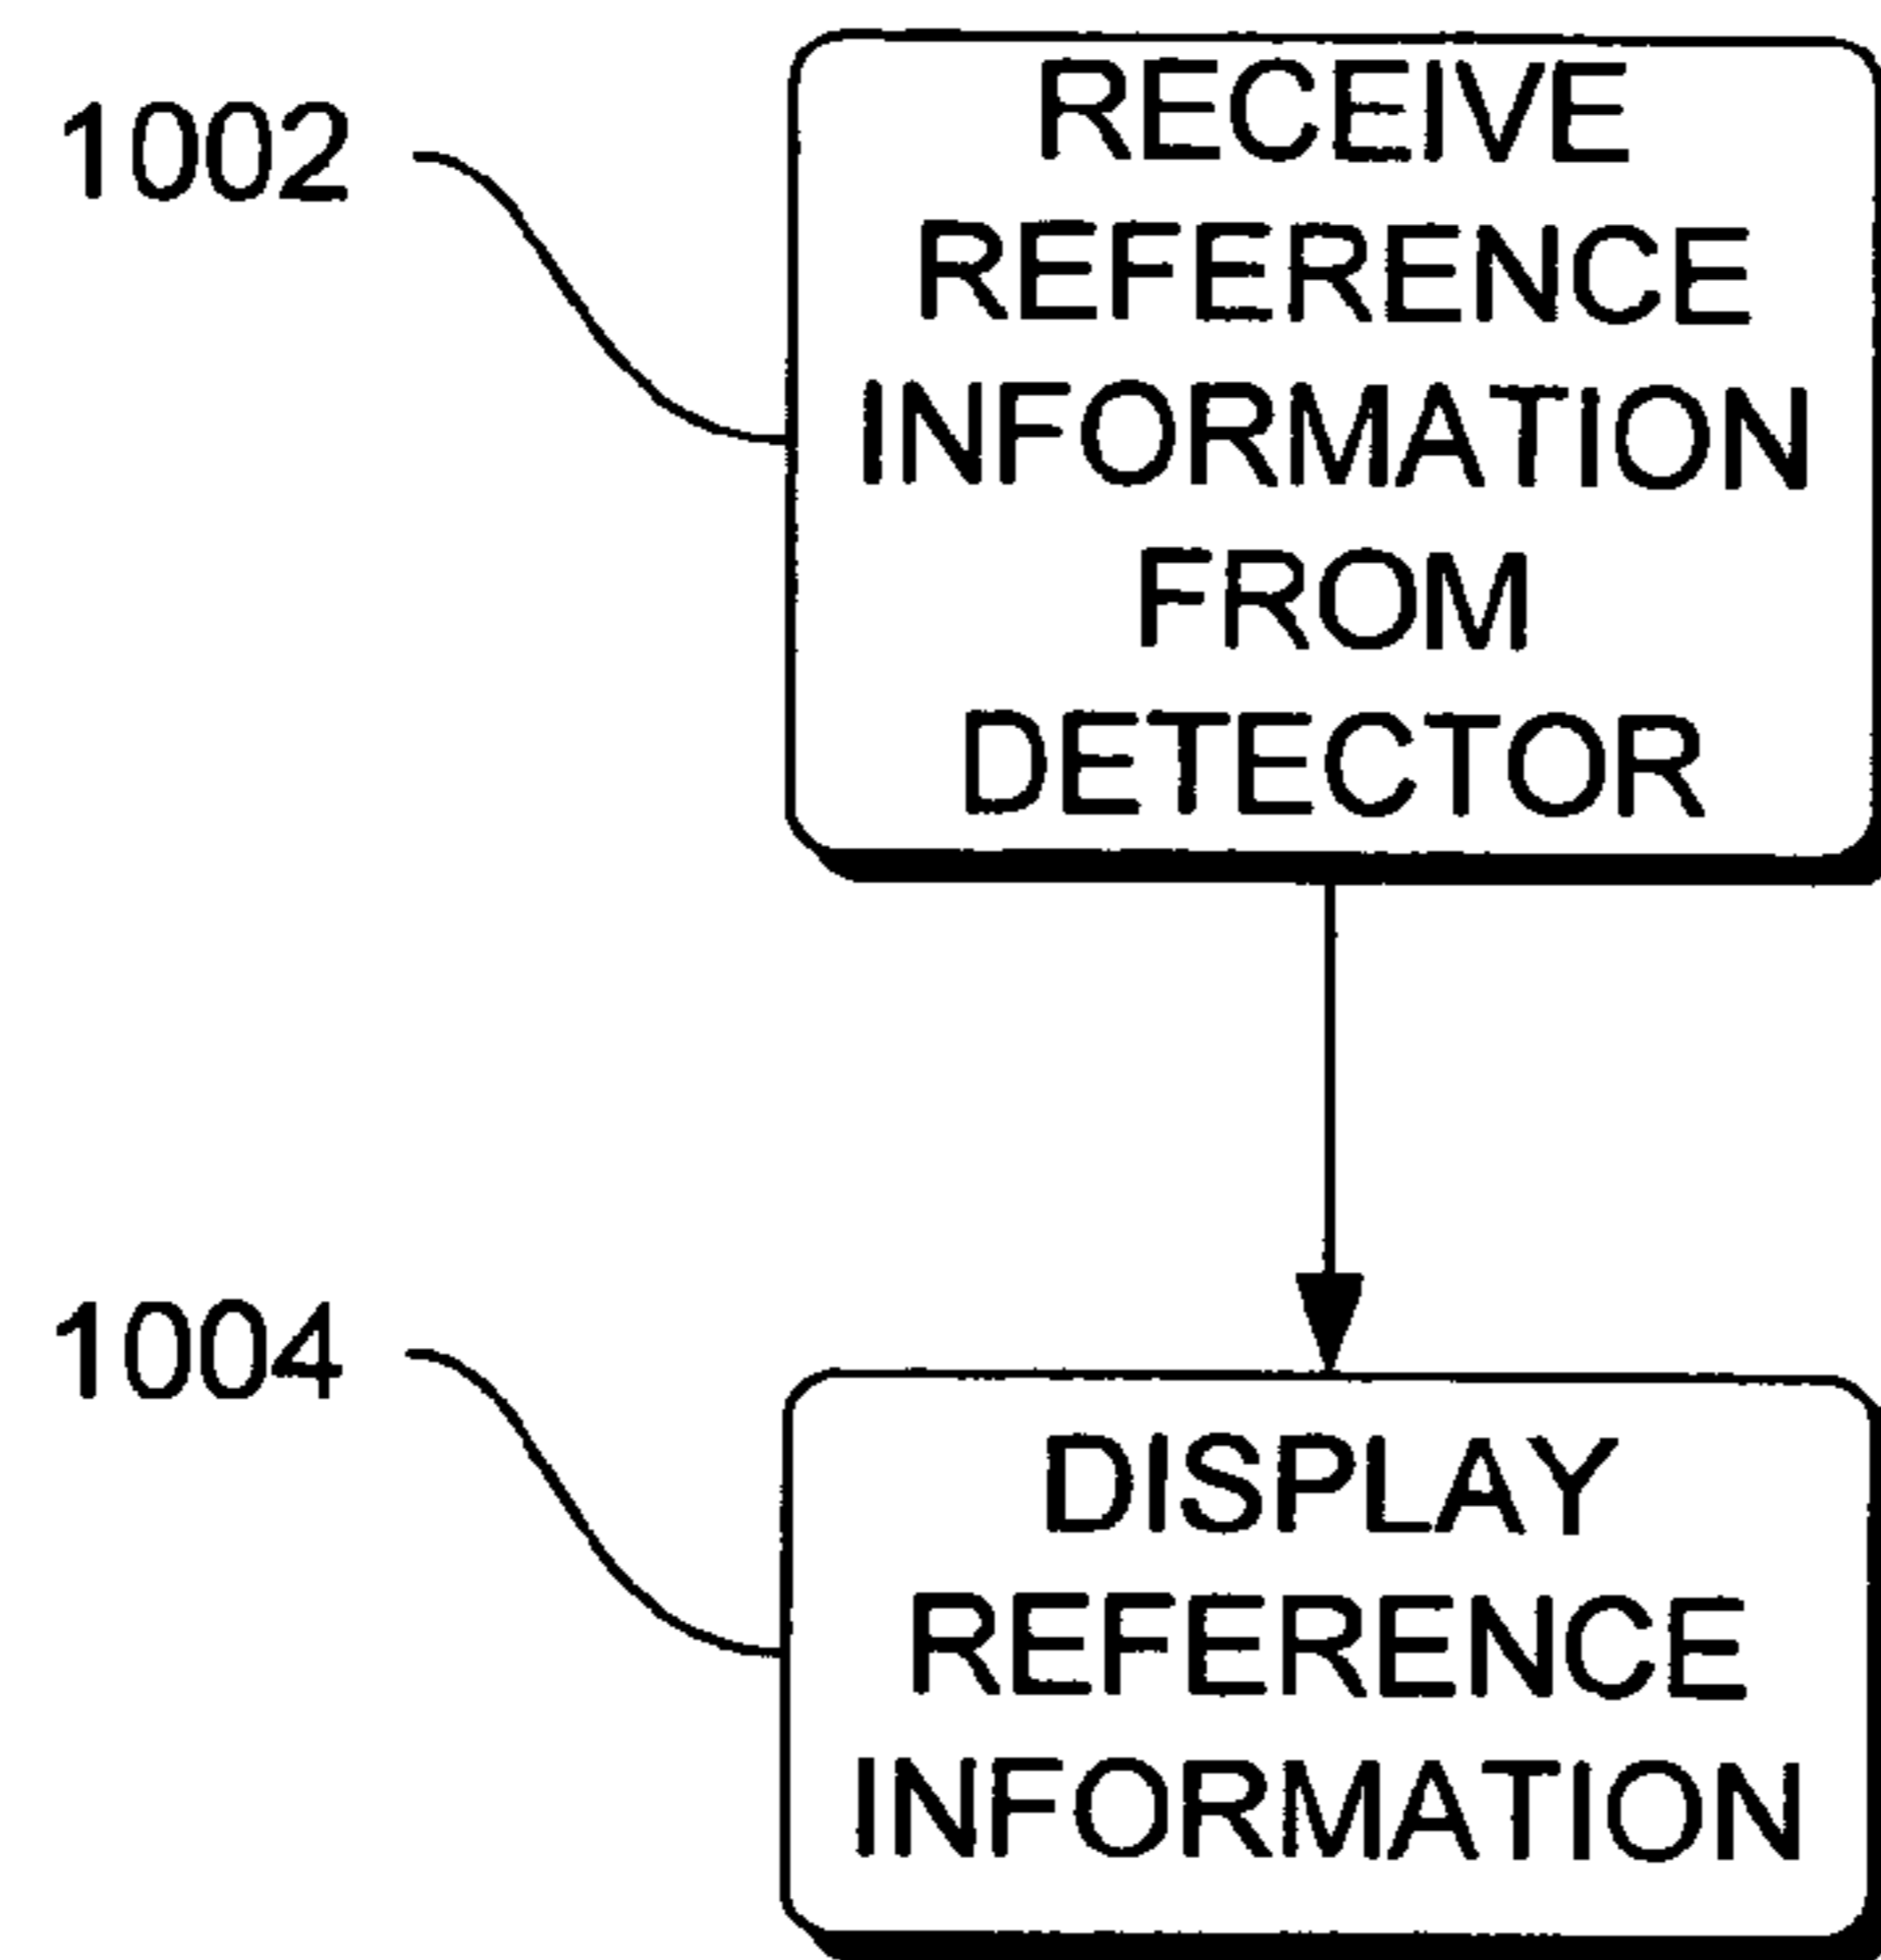 1002
RECEIVE
REFERENCE
INFORMATION
FROM
DETECTOR
1004
DISPLAY
REFERENCE
INFORMATION